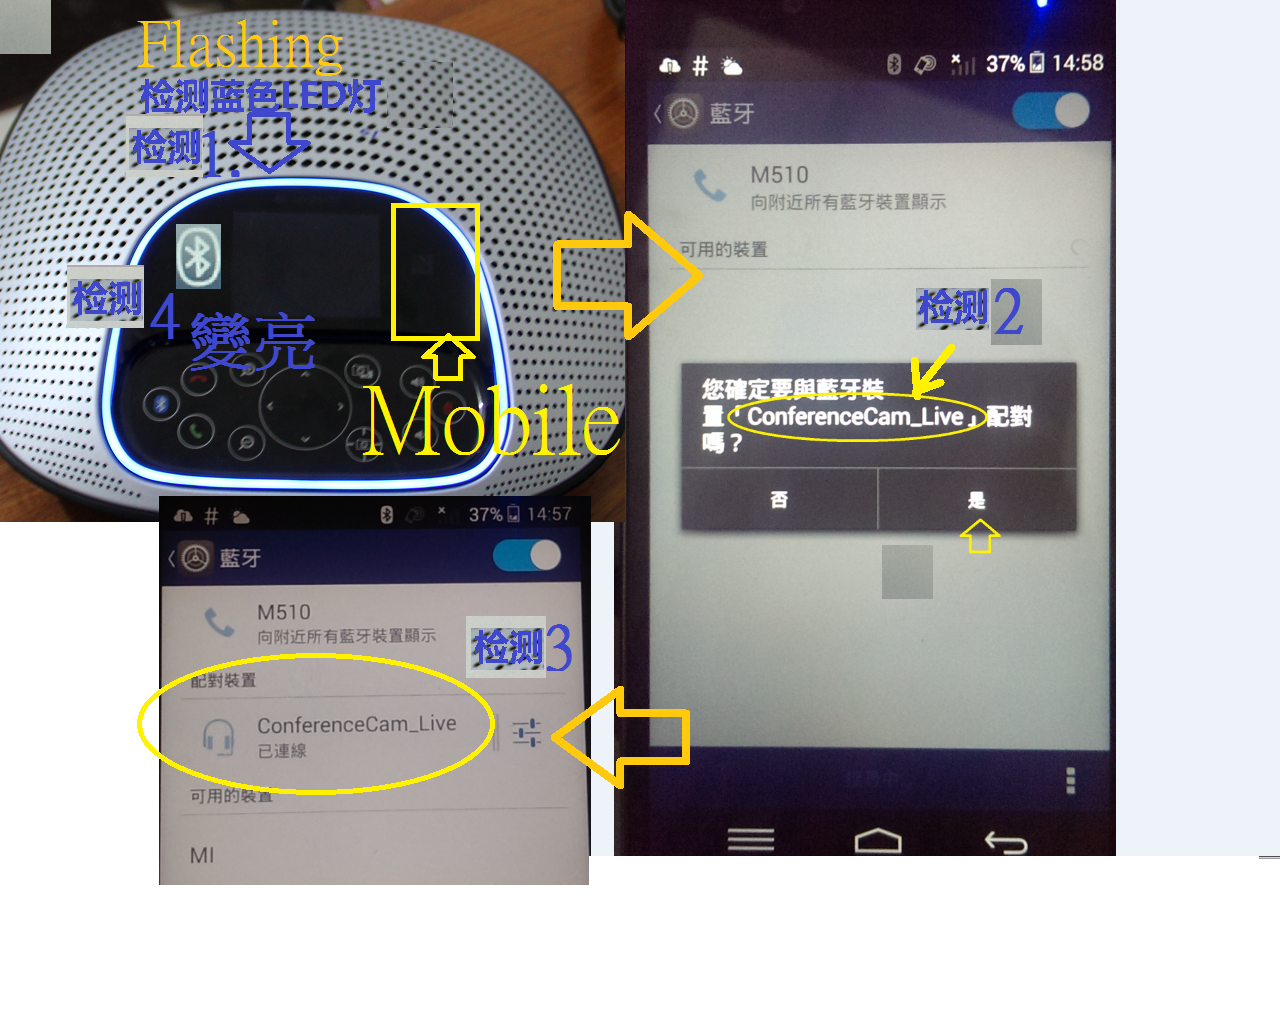 Flashing
检测蓝色LED灯
检测1.
检测4
變亮
Mobile
37% 14:58
藍牙
M510
向附近所有藍牙裝置顯示
可用的裝置
检测2
您確定要與藍牙裝
置「ConferenceCam_Live」配對
嗎？
否
是
37% 14:57
藍牙
M510
向附近所有藍牙裝置顯示
检测3
配對裝置
ConferenceCam_Live
已連線
可用的裝置
MI